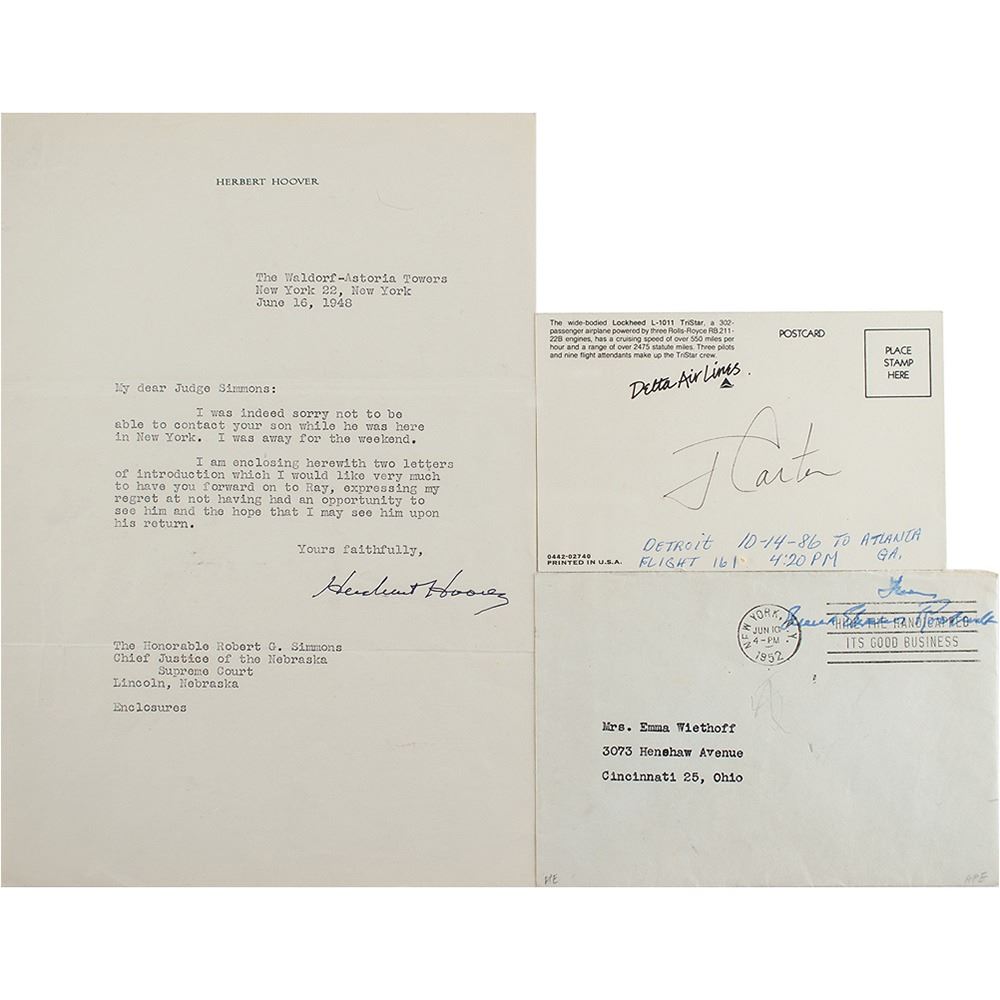 HERBERT HOOVER
The Waldorf-Astoria Towers
New York 22, New York
June 16, 1948
My dear Judge Simmons:
I was indeed sorry not to be
able to contact your son while he was here
in New York. I was away for the weekend.
I am enclosing herewith two letters
of introduction which I would like very much
to have you forward on to Ray, expressing my
regret at not having had an opportunity to
see him and the hope that I may see him upon
his return.
Yours faithfully,
Herbert Hoover
The Honorable Robert G. Simmons
Chief Justice of the Nebraska
Supreme Court
Lincoln, Nebraska
Enclosures
The wide-bodied Lockheed L-1011 TriStar, a 302-
passenger airplane powered by three Rolls-Royce RB 211-
22B engines, has a cruising speed of over 550 miles per
hour and a range of over 2475 statute miles. Three pilots
and nine flight attendants make up the TriStar crew.
POSTCARD
PLACE
STAMP
HERE
Delta Air Lines.
J Carter
0442-02740
PRINTED IN U.S.A.
DETROIT 10-14-86 TO ATLANTA
FLIGHT 161 4:20 PM GA.
NEW YORK, N.Y.
JUN 10
4-PM
1952
Roosevelt
HIRE THE HANDICAPPED
ITS GOOD BUSINESS
Mrs. Emma Wiethoff
3073 Henshaw Avenue
Cincinnati 25, Ohio
APE